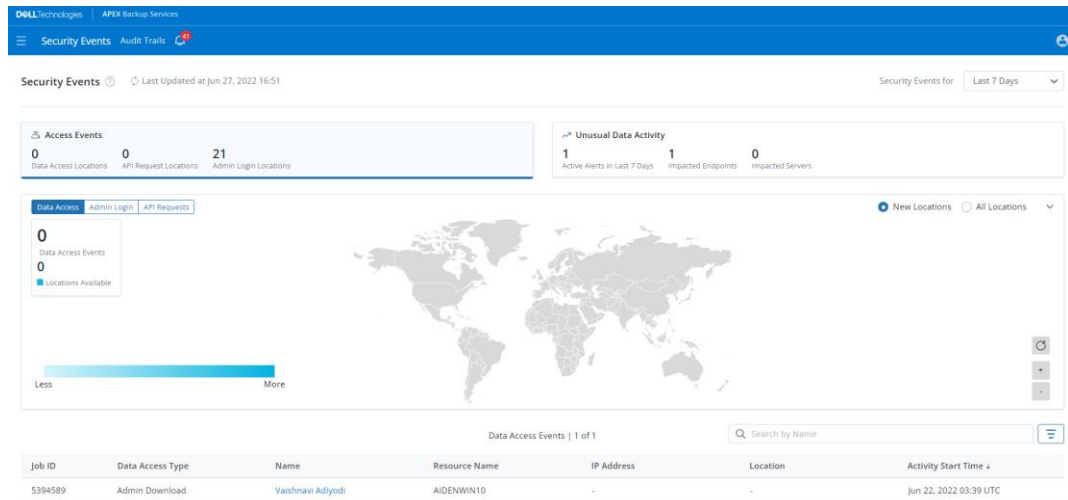 DELLTechnologies APEX Backup Services
Security Events Audit Trails 41
Security Events Last Updated at Jun 27, 2022 16:51 Security Events for Last 7 Days
Access Events
0 0 21
Data Access Locations API Request Locations Admin Login Locations
Unusual Data Activity
1 1 0
Active Alerts in Last 7 Days Impacted Endpoints Impacted Servers
Data Access Admin Login API Requests New Locations All Locations
0
Data Access Events
0
Locations Available
Less More
+
-
Data Access Events | 1 of 1 Search by Name
Job ID Data Access Type Name Resource Name IP Address Location Activity Start Time ↓
5394589 Admin Download Vaishnavi Adiyodi AIDENWIN10 - - Jun 22, 2022 03:39 UTC